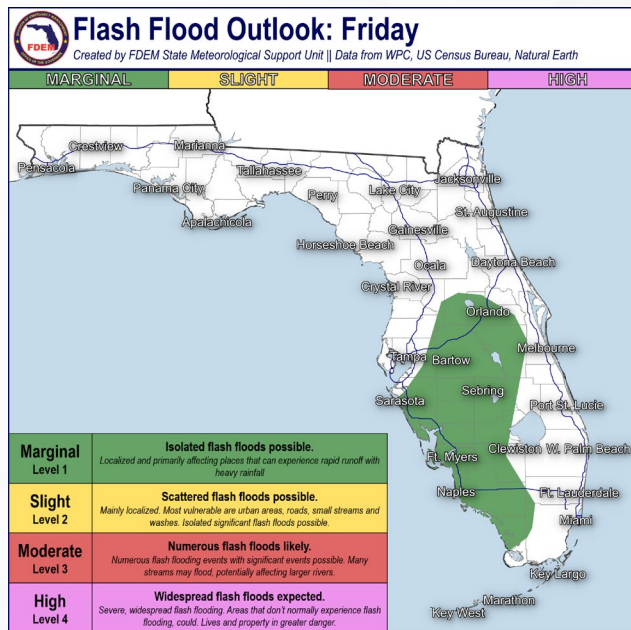 Flash Flood Outlook: Friday
Created by FDEM State Meteorological Support Unit || Data from WPC, US Census Bureau, Natural Earth
FDEM
MARGINAL
SLIGHT
MODERATE
HIGH
Crestview
Marianna
Pensacola
Tallahassee
Jacksonville
Panama City
Perry
Lake City
Apalachicola
St. Augustine
Gainesville
Horseshoe Beach
Ocala
Daytona Beach
Crystal River
Orlando
Tampa
Bartow
Melbourne
Sebring
Sarasota
Port St. Lucie
Clewiston
W. Palm Beach
Ft. Myers
Naples
Ft. Lauderdale
Miami
Key Largo
Marathon
Key West
Marginal
Level 1
Isolated flash floods possible.
Localized and primarily affecting places that can experience rapid runoff with
heavy rainfall
Slight
Level 2
Scattered flash floods possible.
Mainly localized. Most vulnerable are urban areas, roads, small streams and
washes. Isolated significant flash floods possible.
Moderate
Level 3
Numerous flash floods likely.
Numerous flash flooding events with significant events possible. Many
streams may flood, potentially affecting larger rivers.
High
Level 4
Widespread flash floods expected.
Severe, widespread flash flooding. Areas that don't normally experience flash
flooding, could. Lives and property in greater danger.